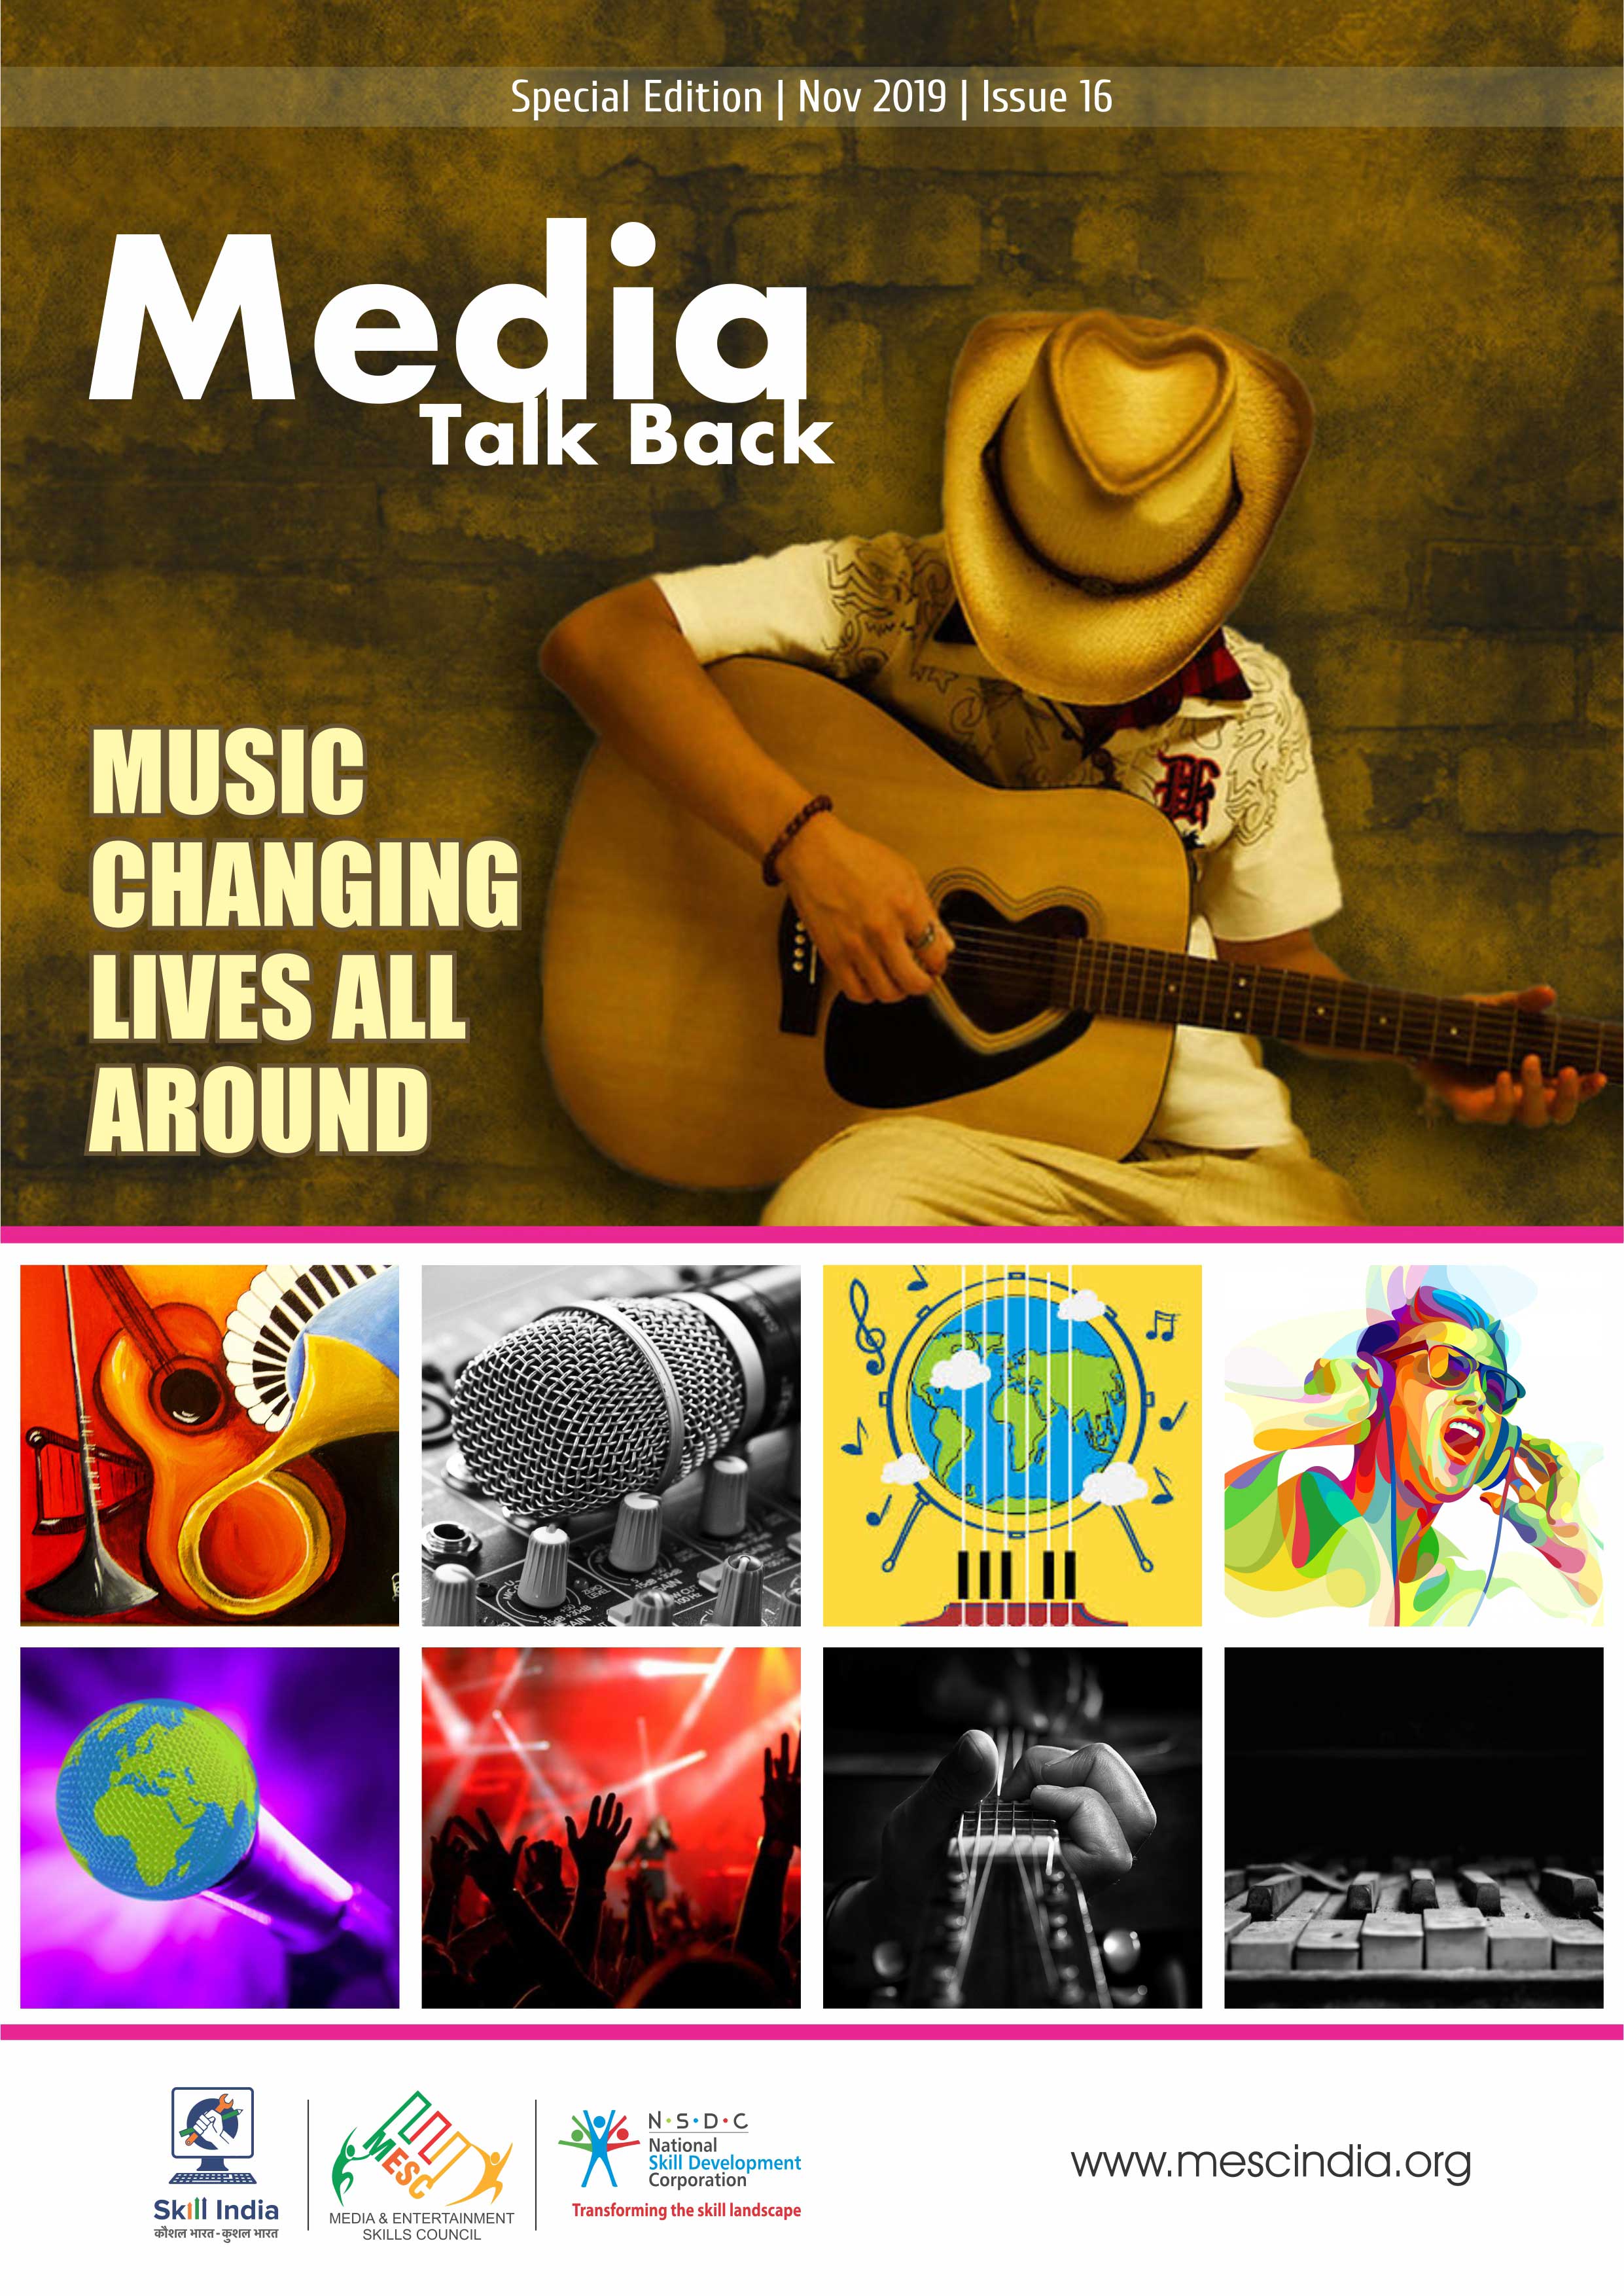 Special Edition | Nov 2019 | Issue 16
Media
Talk Back
MUSIC
CHANGING
LIVES ALL
AROUND
Skill India
कौशल भारत-कुशल भारत
MESC
MEDIA & ENTERTAINMENT
SKILLS COUNCIL
N·S·D·C
National
Skill Development
Corporation
Transforming the skill landscape
www.mescindia.org